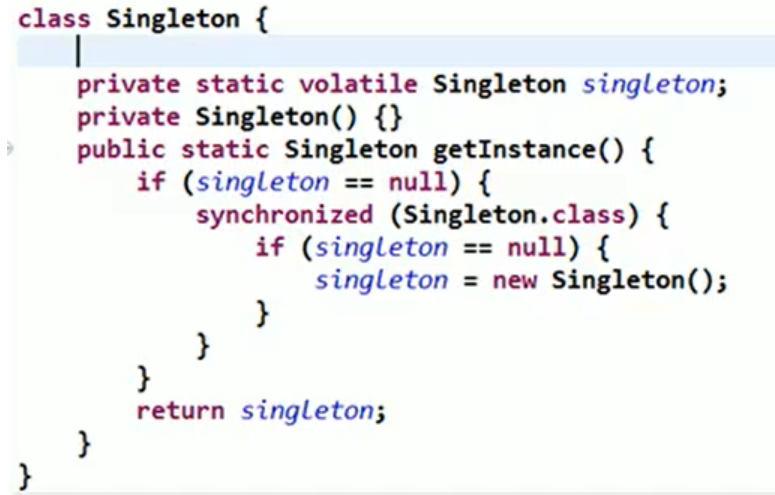 class Singleton {
    private static volatile Singleton singleton;
    private Singleton() {}
    public static Singleton getInstance() {
        if (singleton == null) {
            synchronized (Singleton.class) {
                if (singleton == null) {
                    singleton = new Singleton();
                }
            }
        }
        return singleton;
    }
}